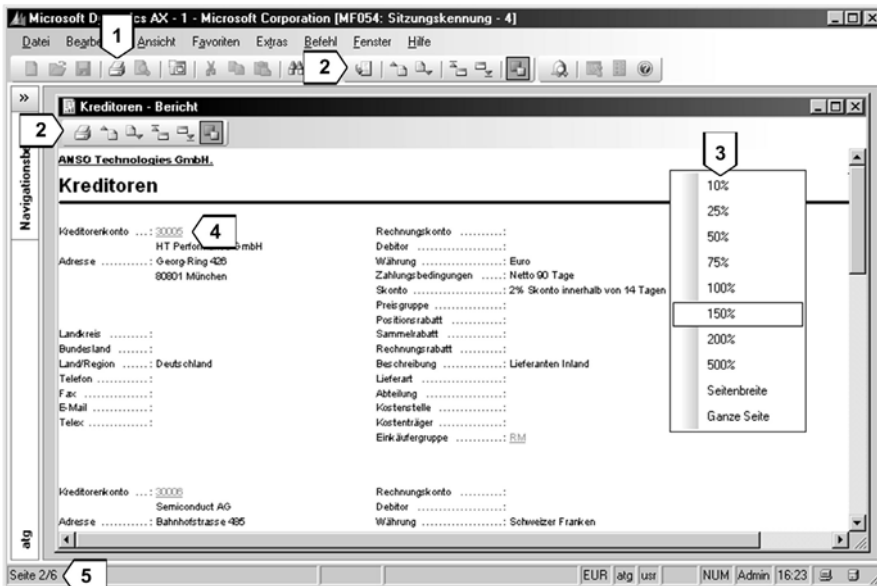 Microsoft D cs AX - 1 - Microsoft Corporation [MF054: Sitzungskennung - 4]
1
Datei Bearbe Ansicht Favoriten Extras Befehl Fenster Hilfe
2
»
Kreditoren - Bericht
2
Navigationsbe
ANSO Technologies GmbH.
Kreditoren
3
10%
25%
50%
75%
100%
150%
200%
500%
Seitenbreite
Ganze Seite
Kreditorenkonto ...: 30005
4
HT Perfor mbH
Adresse ............: Georg-Ring 426
80801 München
Landkreis .........:
Bundesland .......:
Land/Region ......: Deutschland
Telefon .............:
Fax ..................:
E-Mail ..............:
Telex ...............:
Rechnungskonto ..........:
Debitor .....................:
Währung ...................: Euro
Zahlungsbedingungen .....: Netto 90 Tage
Skonto .....................: 2% Skonto innerhalb von 14 Tagen
Preisgruppe ................:
Positionsrabatt .............:
Sammelrabatt ..............:
Rechnungsrabatt ..........:
Beschreibung ..............: Lieferanten Inland
Lieferart ...................:
Abteilung ...................:
Kostenstelle ................:
Kostenträger ...............:
Einkäufergruppe ...........: RM
Kreditorenkonto ...: 30006
Semiconduct AG
Adresse ............: Bahnhofstrasse 485
Rechnungskonto ..........:
Debitor .....................:
Währung ...................: Schweizer Franken
atg
Seite 2/6
5
EUR atg usr NUM Admin 16:23